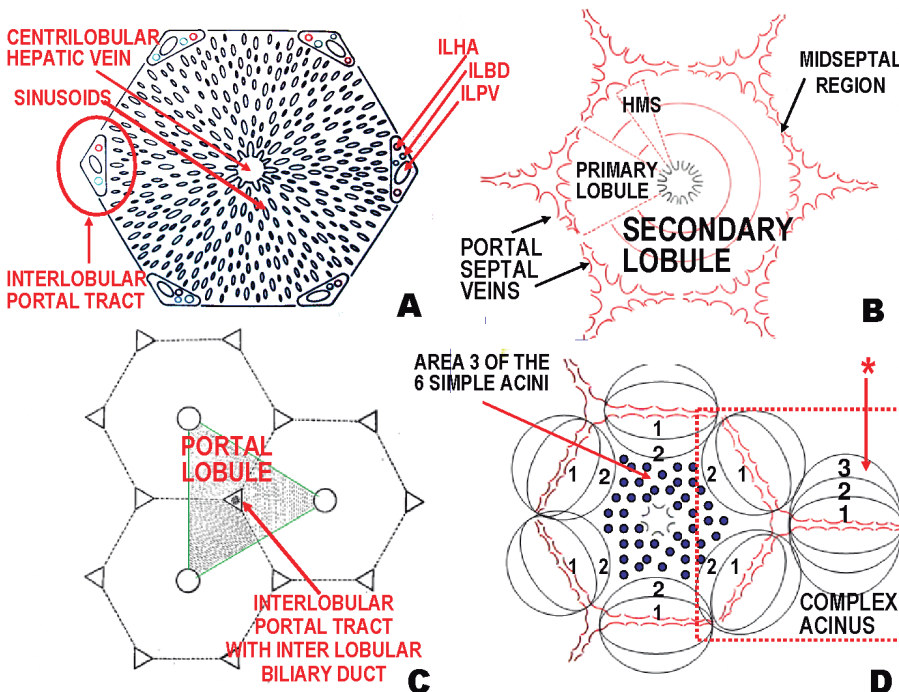 CENTRILOBULAR
HEPATIC VEIN
SINUSOIDS
ILHA
ILBD
ILPV
INTERLOBULAR
PORTAL TRACT
A
B
MIDSEPTAL
REGION
HMS
PRIMARY
LOBULE
SECONDARY
LOBULE
PORTAL
SEPTAL
VEINS
PORTAL
LOBULE
INTERLOBULAR
PORTAL TRACT
WITH INTER LOBULAR
BILIARY DUCT
C
AREA 3 OF THE
6 SIMPLE ACINI
*
1
2
1
2
2
1
3
2
1
1
2
2
1
2
1
COMPLEX
ACINUS
D